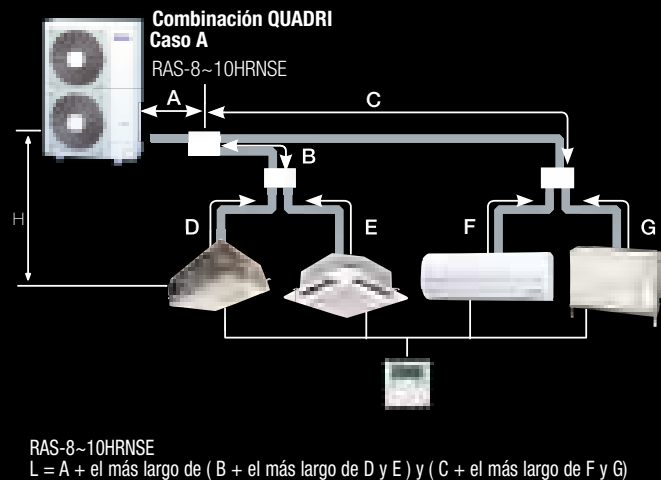 Combinación QUADRI
Caso A
RAS-8~10HRNSE
A
C
B
H
D
E
F
G
RAS-8~10HRNSE
L = A + el más largo de ( B + el más largo de D y E ) y ( C + el más largo de F y G)